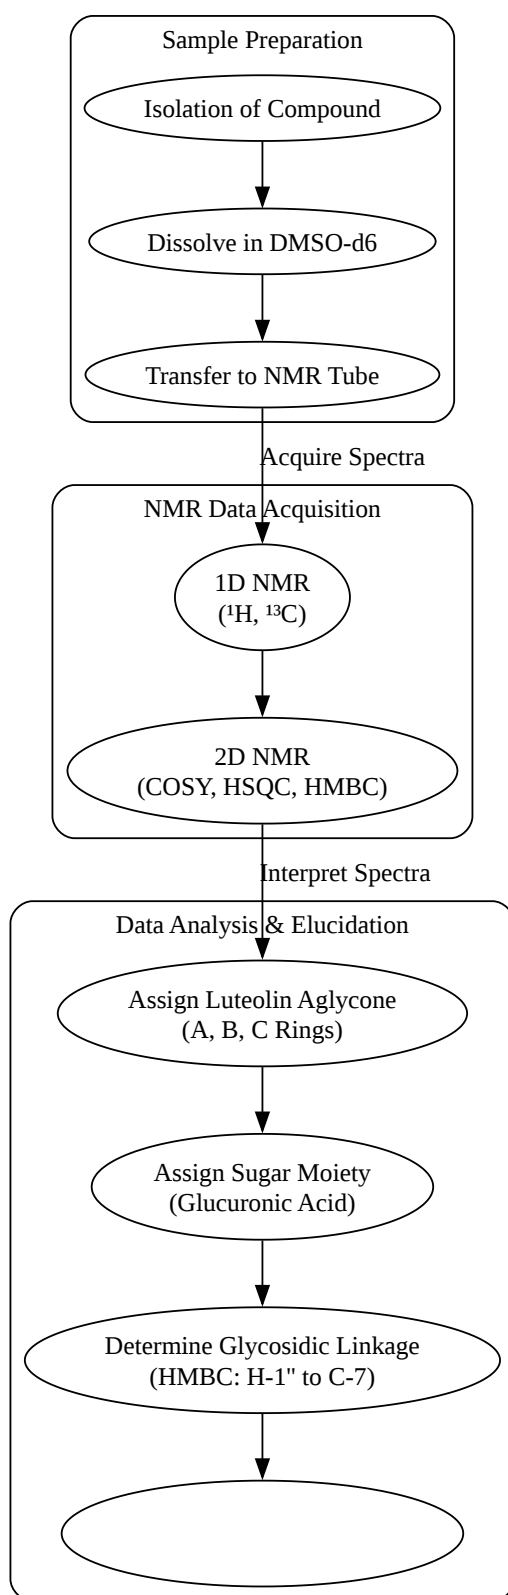 Sample Preparation
Isolation of Compound
Dissolve in DMSO-d6
Transfer to NMR Tube
Acquire Spectra
NMR Data Acquisition
1D NMR
(¹H, ¹³C)
2D NMR
(COSY, HSQC, HMBC)
Interpret Spectra
Data Analysis & Elucidation
Assign Luteolin Aglycone
(A, B, C Rings)
Assign Sugar Moiety
(Glucuronic Acid)
Determine Glycosidic Linkage
(HMBC: H-1" to C-7)